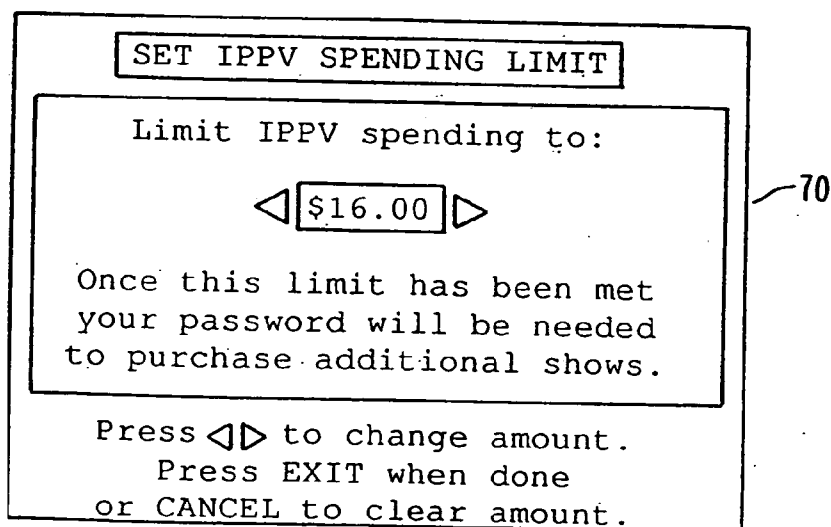 SET IPPV SPENDING LIMIT
Limit IPPV spending to:
◁ $16.00 ▷
70
Once this limit has been met
your password will be needed
to purchase additional shows.
Press ◁▷ to change amount.
Press EXIT when done
or CANCEL to clear amount.